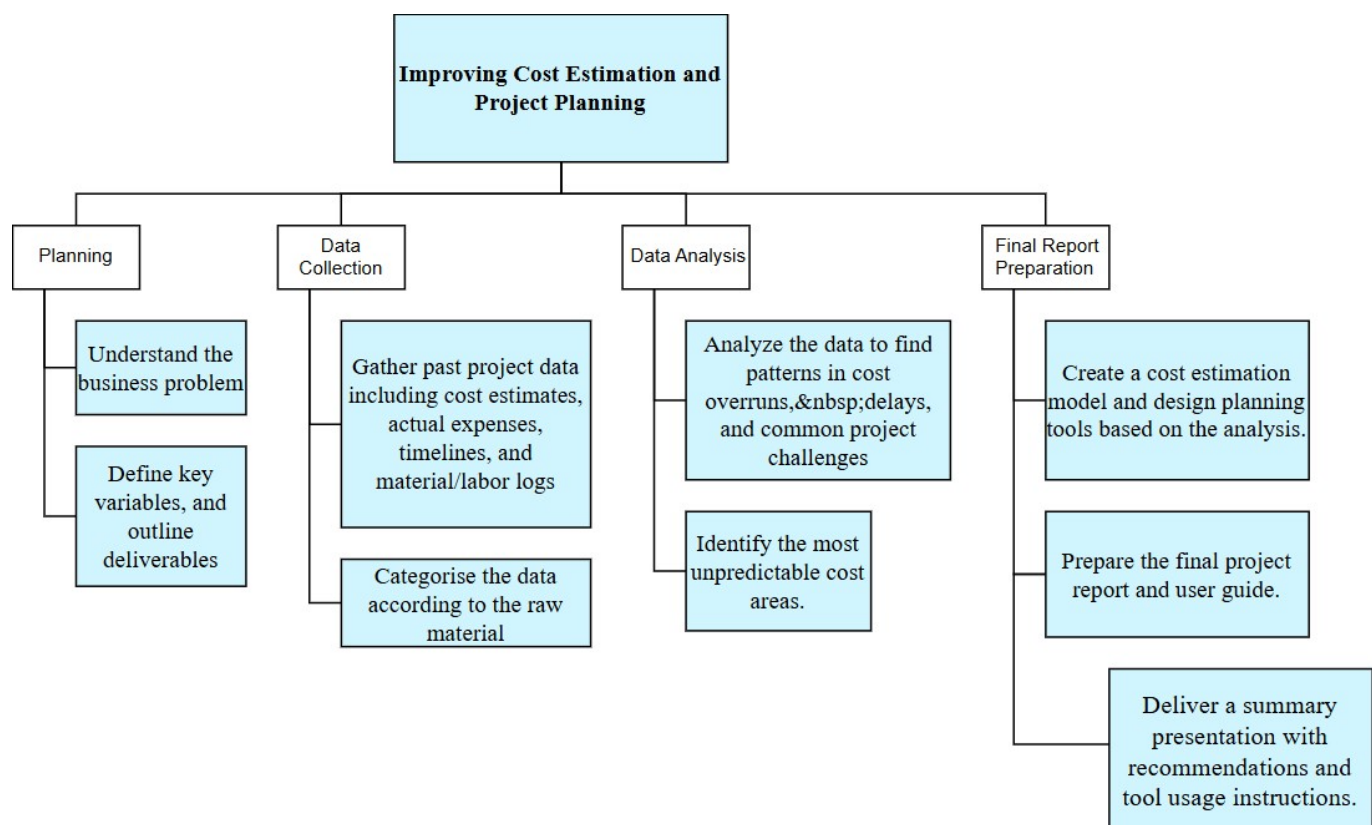 Improving Cost Estimation and
Project Planning
Planning
Understand the
business problem
Define key
variables, and
outline
deliverables
Data
Collection
Gather past project data
including cost estimates,
actual expenses,
timelines, and
material/labor logs
Categorise the data
according to the raw
material
Data Analysis
Analyze the data to find
patterns in cost
overruns,&nbsp;delays,
and common project
challenges
Identify the most
unpredictable cost
areas.
Final Report
Preparation
Create a cost estimation
model and design planning
tools based on the analysis.
Prepare the final project
report and user guide.
Deliver a summary
presentation with
recommendations and
tool usage instructions.